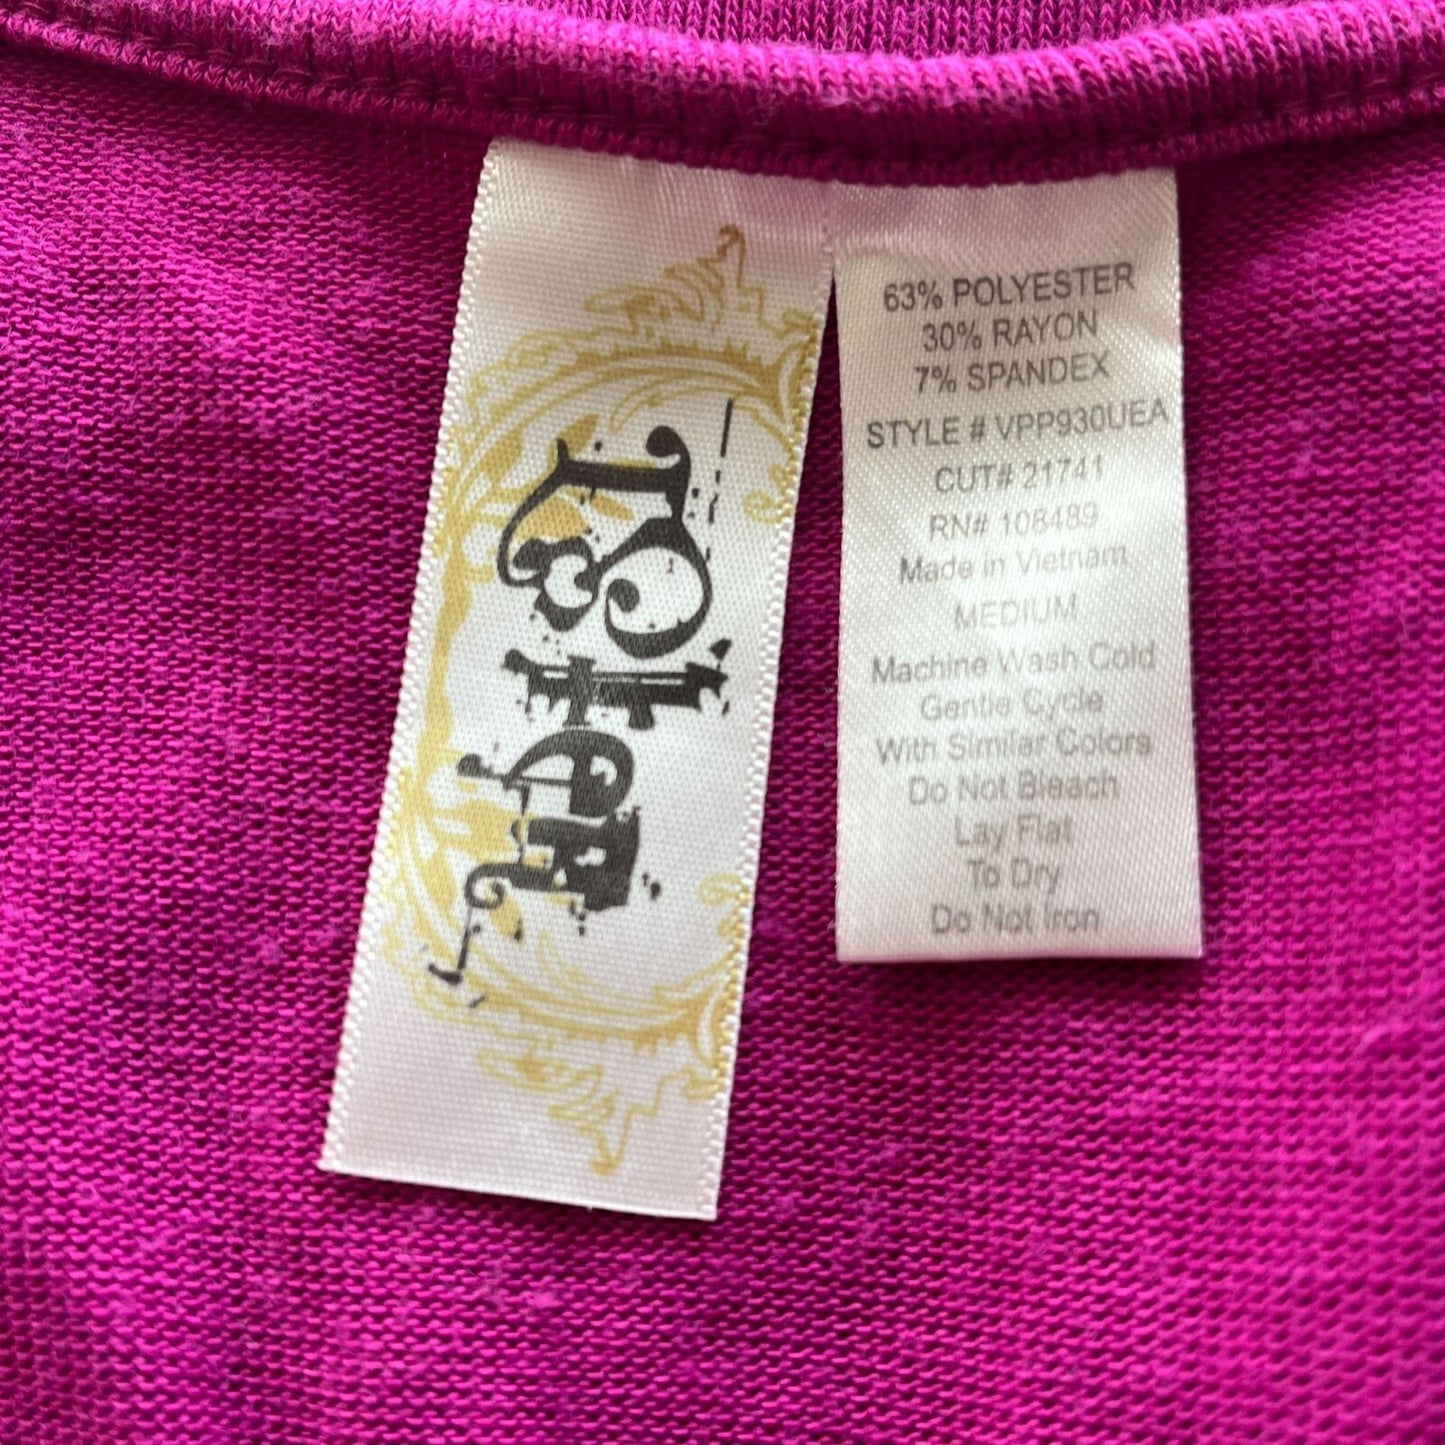 63% POLYESTER
30% RAYON
7% SPANDEX
STYLE # VPP930UEA
CUT# 21741
RN# 108489
Made in Vietnam
MEDIUM
Machine Wash Cold
Gentle Cycle
With Similar Colors
Do Not Bleach
Lay Flat
To Dry
Do Not Iron